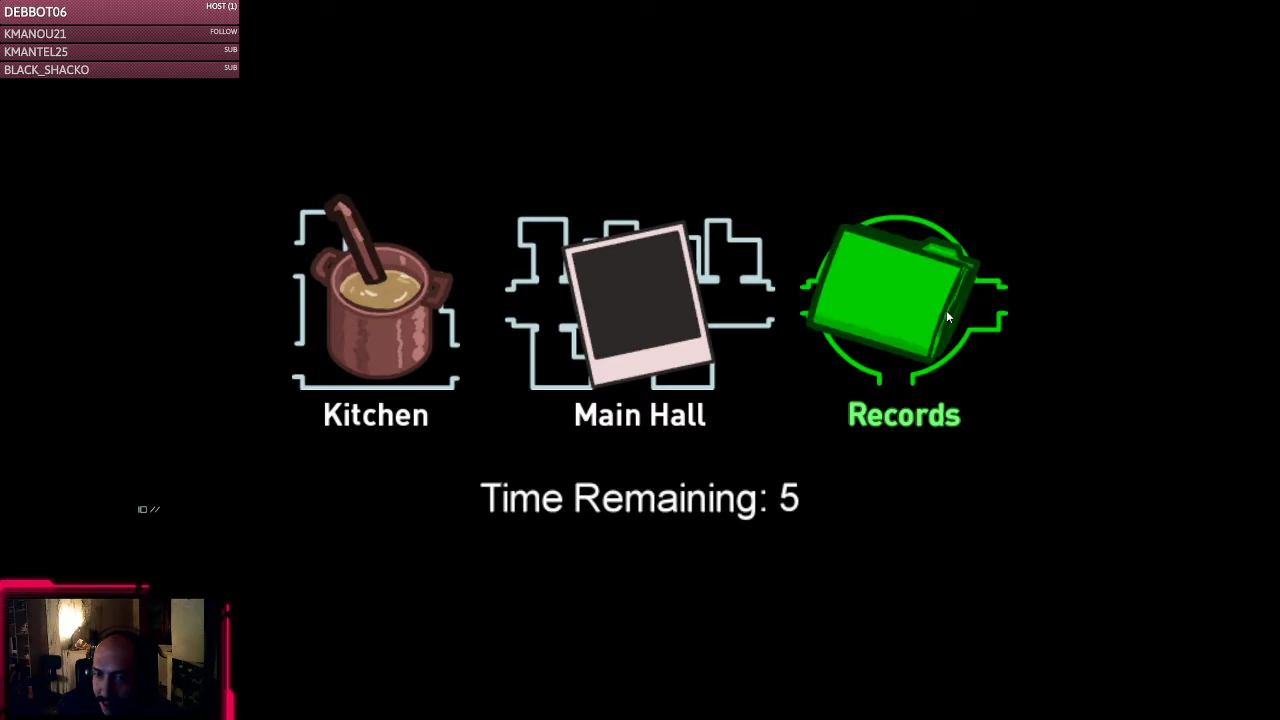 DEBBOT06 HOST (1)
KMANOU21 FOLLOW
KMANTEL25 SUB
BLACK_SHACKO SUB
Kitchen
Main Hall
Records
Time Remaining: 5